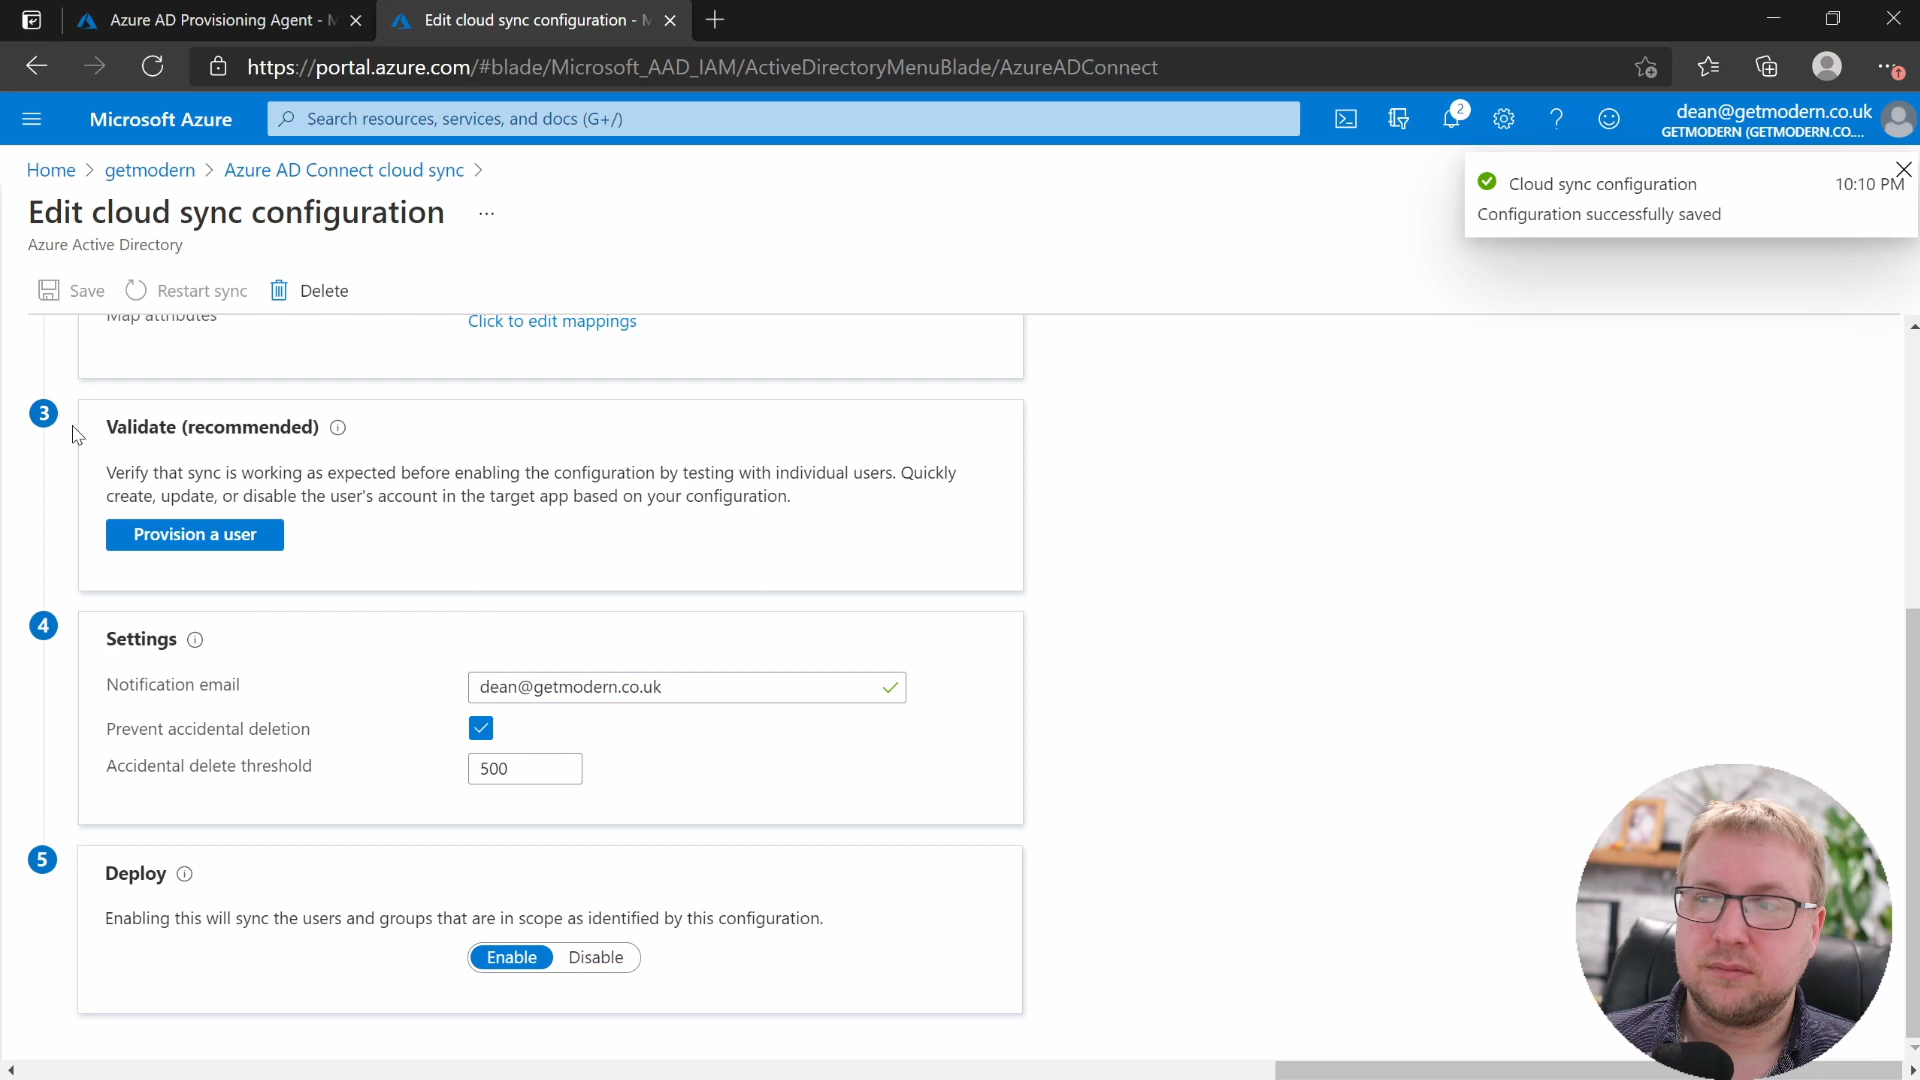 Azure AD Provisioning Agent - M
Edit cloud sync configuration - M
https://portal.azure.com/#blade/Microsoft_AAD_IAM/ActiveDirectoryMenuBlade/AzureADConnect
Microsoft Azure
Search resources, services, and docs (G+/)
2
dean@getmodern.co.uk
GETMODERN (GETMODERN.CO....
Home > getmodern > Azure AD Connect cloud sync >
Edit cloud sync configuration ...
Azure Active Directory
Cloud sync configuration 10:10 PM
Configuration successfully saved
Save Restart sync Delete
Map attributes Click to edit mappings
3
Validate (recommended)
Verify that sync is working as expected before enabling the configuration by testing with individual users. Quickly
create, update, or disable the user's account in the target app based on your configuration.
Provision a user
4
Settings
Notification email dean@getmodern.co.uk
Prevent accidental deletion
Accidental delete threshold 500
5
Deploy
Enabling this will sync the users and groups that are in scope as identified by this configuration.
Enable Disable